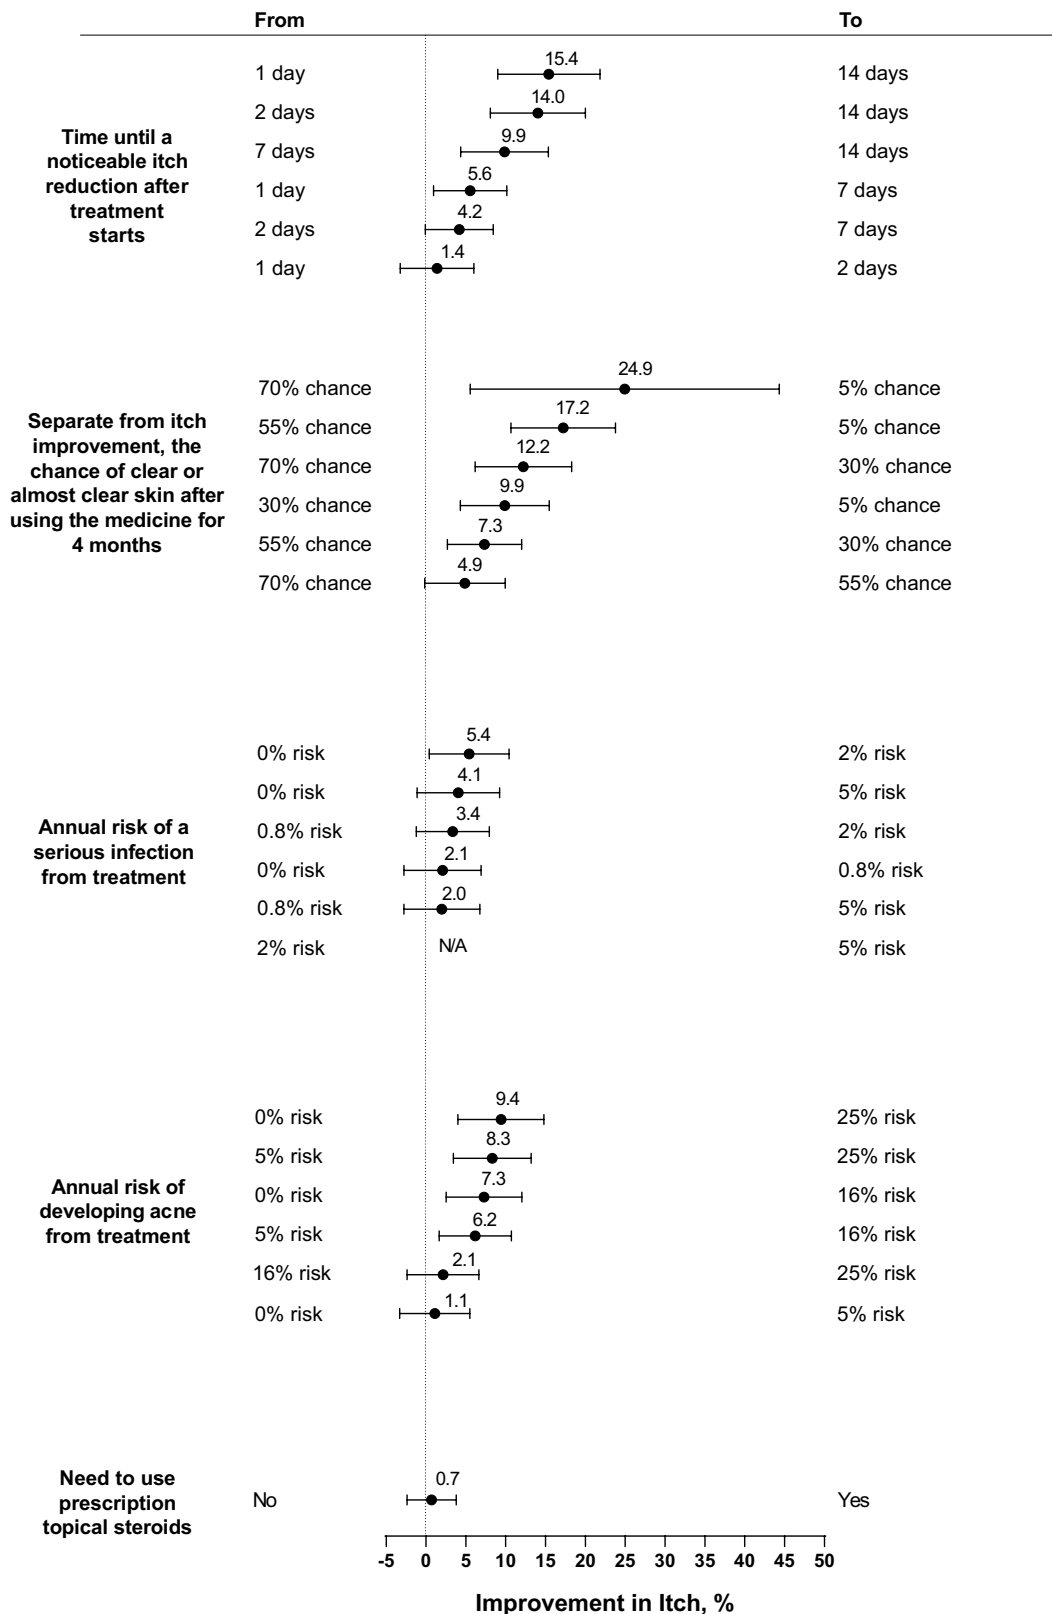 From To
1 day 15.4 14 days
2 days 14.0 14 days
Time until a
noticeable itch
reduction after
treatment
starts
7 days 9.9 14 days
1 day 5.6 7 days
2 days 4.2 7 days
1 day 1.4 2 days
70% chance 24.9 5% chance
Separate from itch
improvement, the
chance of clear or
almost clear skin after
using the medicine for
4 months
55% chance 17.2 5% chance
70% chance 12.2 30% chance
30% chance 9.9 5% chance
55% chance 7.3 30% chance
70% chance 4.9 55% chance
0% risk 5.4 2% risk
0% risk 4.1 5% risk
Annual risk of a
serious infection
from treatment
0.8% risk 3.4 2% risk
0% risk 2.1 0.8% risk
0.8% risk 2.0 5% risk
2% risk N/A 5% risk
0% risk 9.4 25% risk
5% risk 8.3 25% risk
Annual risk of
developing acne
from treatment
0% risk 7.3 16% risk
5% risk 6.2 16% risk
16% risk 2.1 25% risk
0% risk 1.1 5% risk
Need to use
prescription
topical steroids
No 0.7 Yes
-5 0 5 10 15 20 25 30 35 40 45 50
Improvement in Itch, %